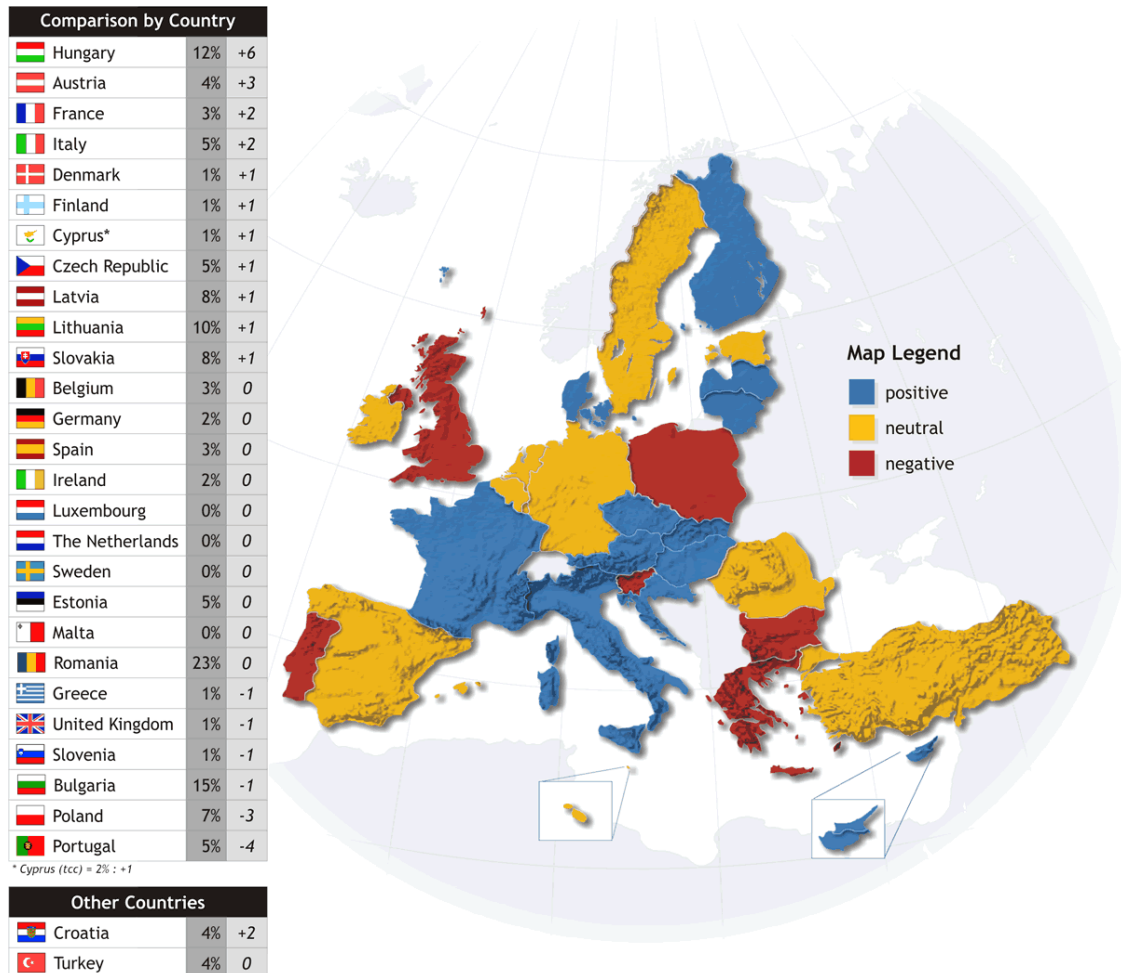 Comparison by Country
Hungary 12% +6
Austria 4% +3
France 3% +2
Italy 5% +2
Denmark 1% +1
Finland 1% +1
Cyprus* 1% +1
Czech Republic 5% +1
Latvia 8% +1
Lithuania 10% +1
Slovakia 8% +1
Belgium 3% 0
Germany 2% 0
Spain 3% 0
Ireland 2% 0
Luxembourg 0% 0
The Netherlands 0% 0
Sweden 0% 0
Estonia 5% 0
Malta 0% 0
Romania 23% 0
Greece 1% -1
United Kingdom 1% -1
Slovenia 1% -1
Bulgaria 15% -1
Poland 7% -3
Portugal 5% -4
* Cyprus (tcc) = 2% : +1
Other Countries
Croatia 4% +2
Turkey 4% 0
Map Legend
positive
neutral
negative